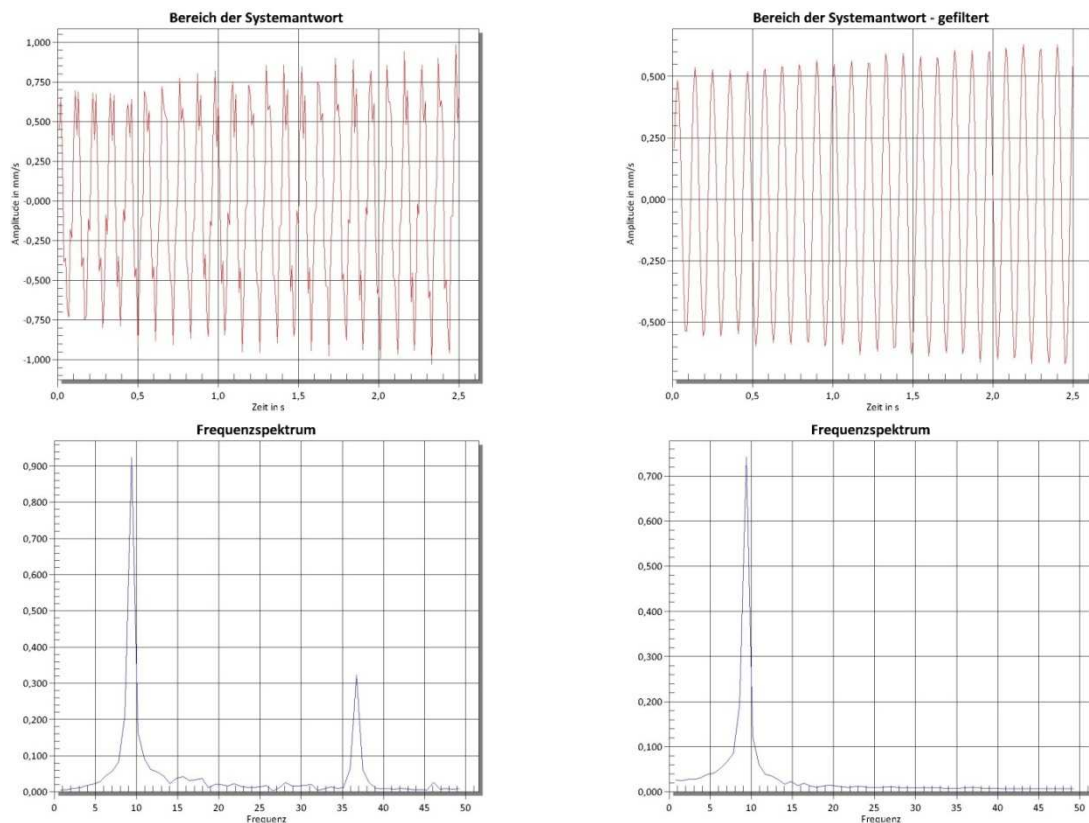 Bereich der Systemantwort
1,000
0,750
0,500
0,250
-0,000
-0,250
-0,500
-0,750
-1,000
Amplitude in mm/s
0,0 0,5 1,0 1,5 2,0 2,5
Zeit in s
Bereich der Systemantwort - gefiltert
0,500
0,250
0,000
-0,250
-0,500
Amplitude in mm/s
0,0 0,5 1,0 1,5 2,0 2,5
Zeit in s
Frequenzspektrum
0,900
0,800
0,700
0,600
0,500
0,400
0,300
0,200
0,100
0,000
0 5 10 15 20 25 30 35 40 45 50
Frequenz
Frequenzspektrum
0,700
0,600
0,500
0,400
0,300
0,200
0,100
0,000
0 5 10 15 20 25 30 35 40 45 50
Frequenz